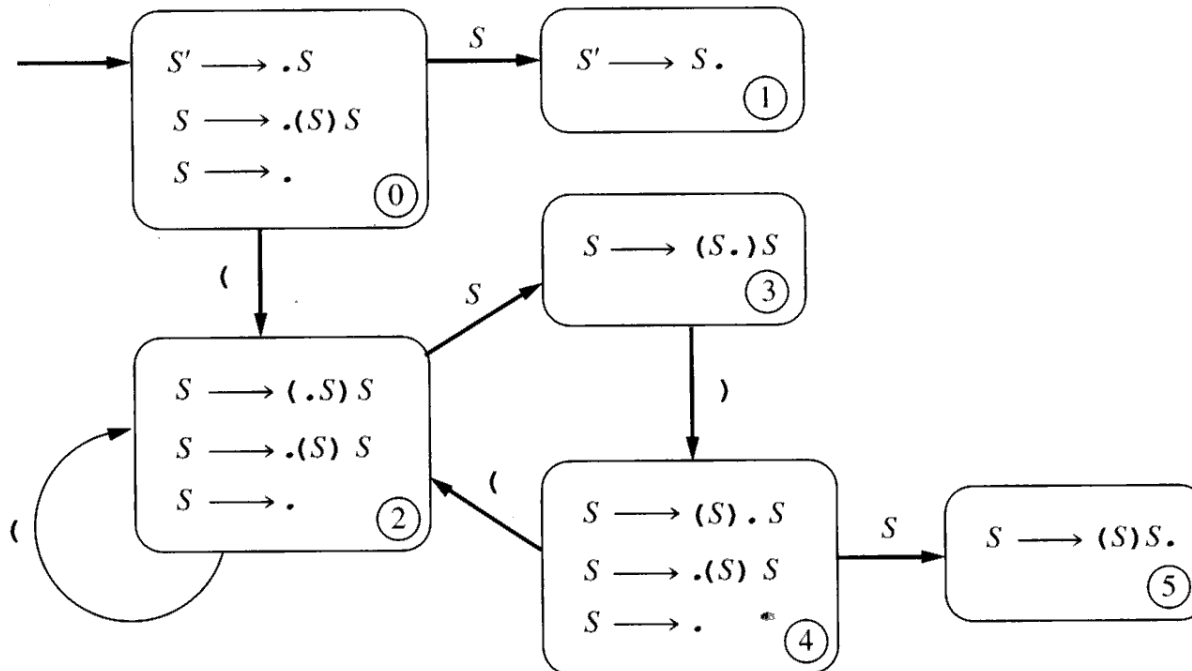 S' ⟶ .S
S ⟶ .(S)S
S ⟶ .
0
S
S' ⟶ S.
1
(
S
S ⟶ (S.)S
3
S ⟶ (.S)S
S ⟶ .(S) S
S ⟶ .
2
(
)
(
S ⟶ (S).S
S ⟶ .(S) S
S ⟶ .
4
S
S ⟶ (S)S.
5